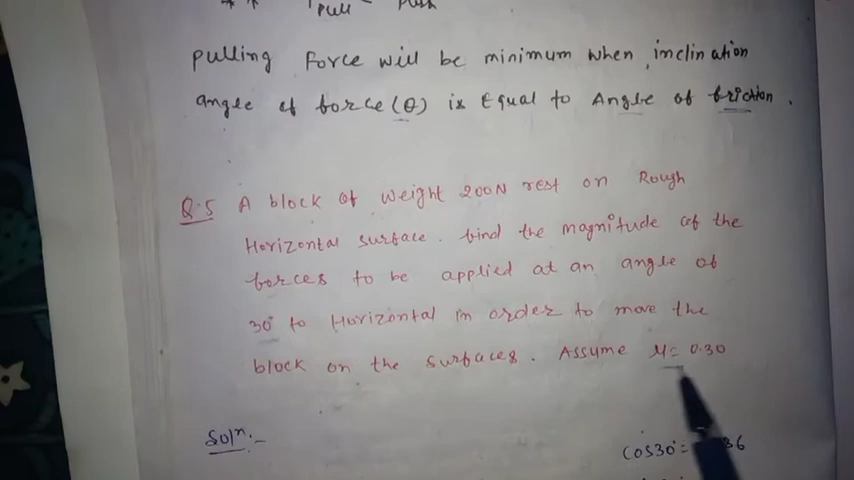 Pull Push
pulling Force will be minimum when inclination
angle of force (θ) is Equal to Angle of friction.
Q.5 A block of weight 200N rest on Rough
Horizontal surface. find the magnitude of the
forces to be applied at an angle of
30° to Horizontal in order to move the
block on the surfaces. Assume μ= 0.30
Solⁿ:-
cos30°=